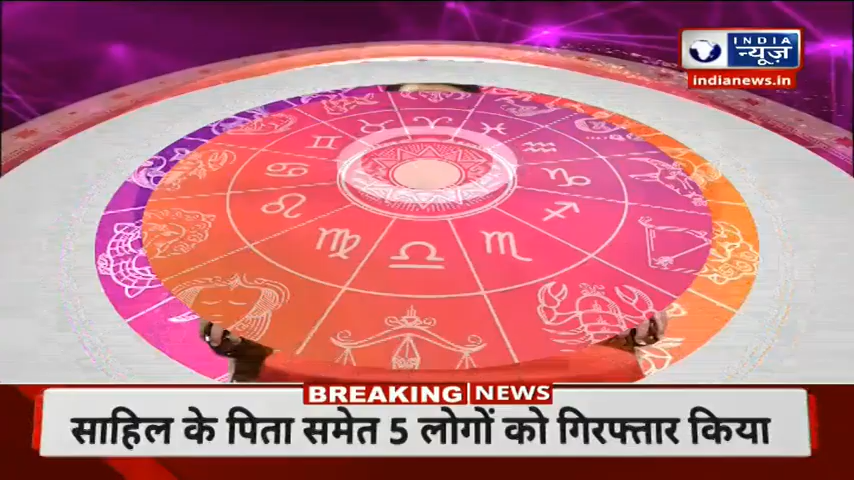 INDIA
न्यूज़
indianews.in
BREAKING NEWS
साहिल के पिता समेत 5 लोगों को गिरफ्तार किया